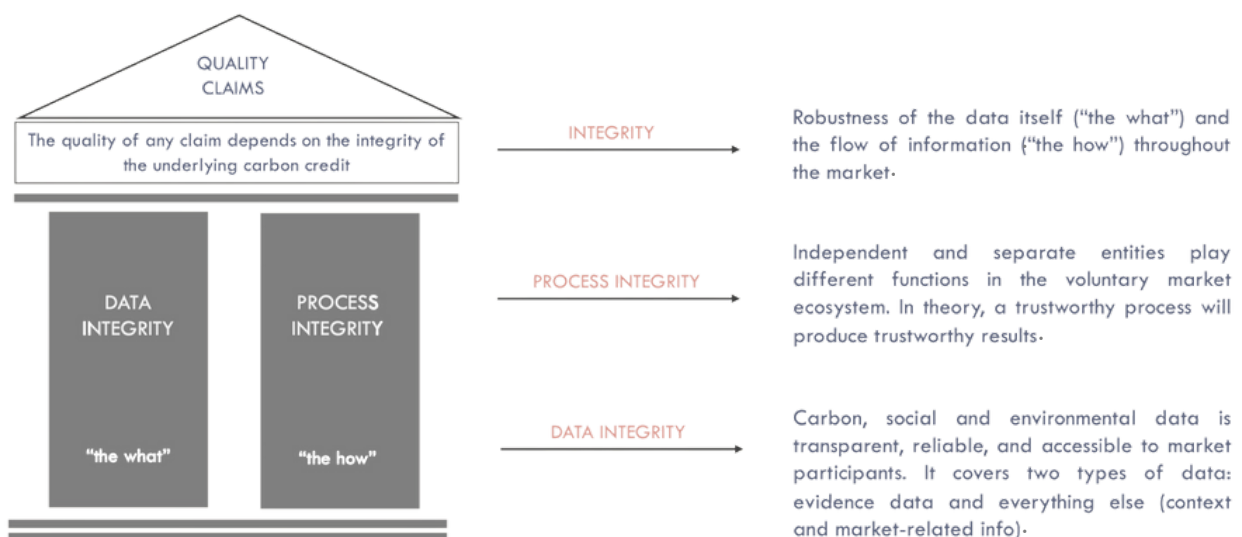 QUALITY
CLAIMS
The quality of any claim depends on the integrity of
the underlying carbon credit
DATA
INTEGRITY
"the what"
PROCESS
INTEGRITY
"the how"
INTEGRITY
Robustness of the data itself ("the what") and
the flow of information ("the how") throughout
the market.
PROCESS INTEGRITY
Independent and separate entities play
different functions in the voluntary market
ecosystem. In theory, a trustworthy process will
produce trustworthy results.
DATA INTEGRITY
Carbon, social and environmental data is
transparent, reliable, and accessible to market
participants. It covers two types of data:
evidence data and everything else (context
and market-related info).